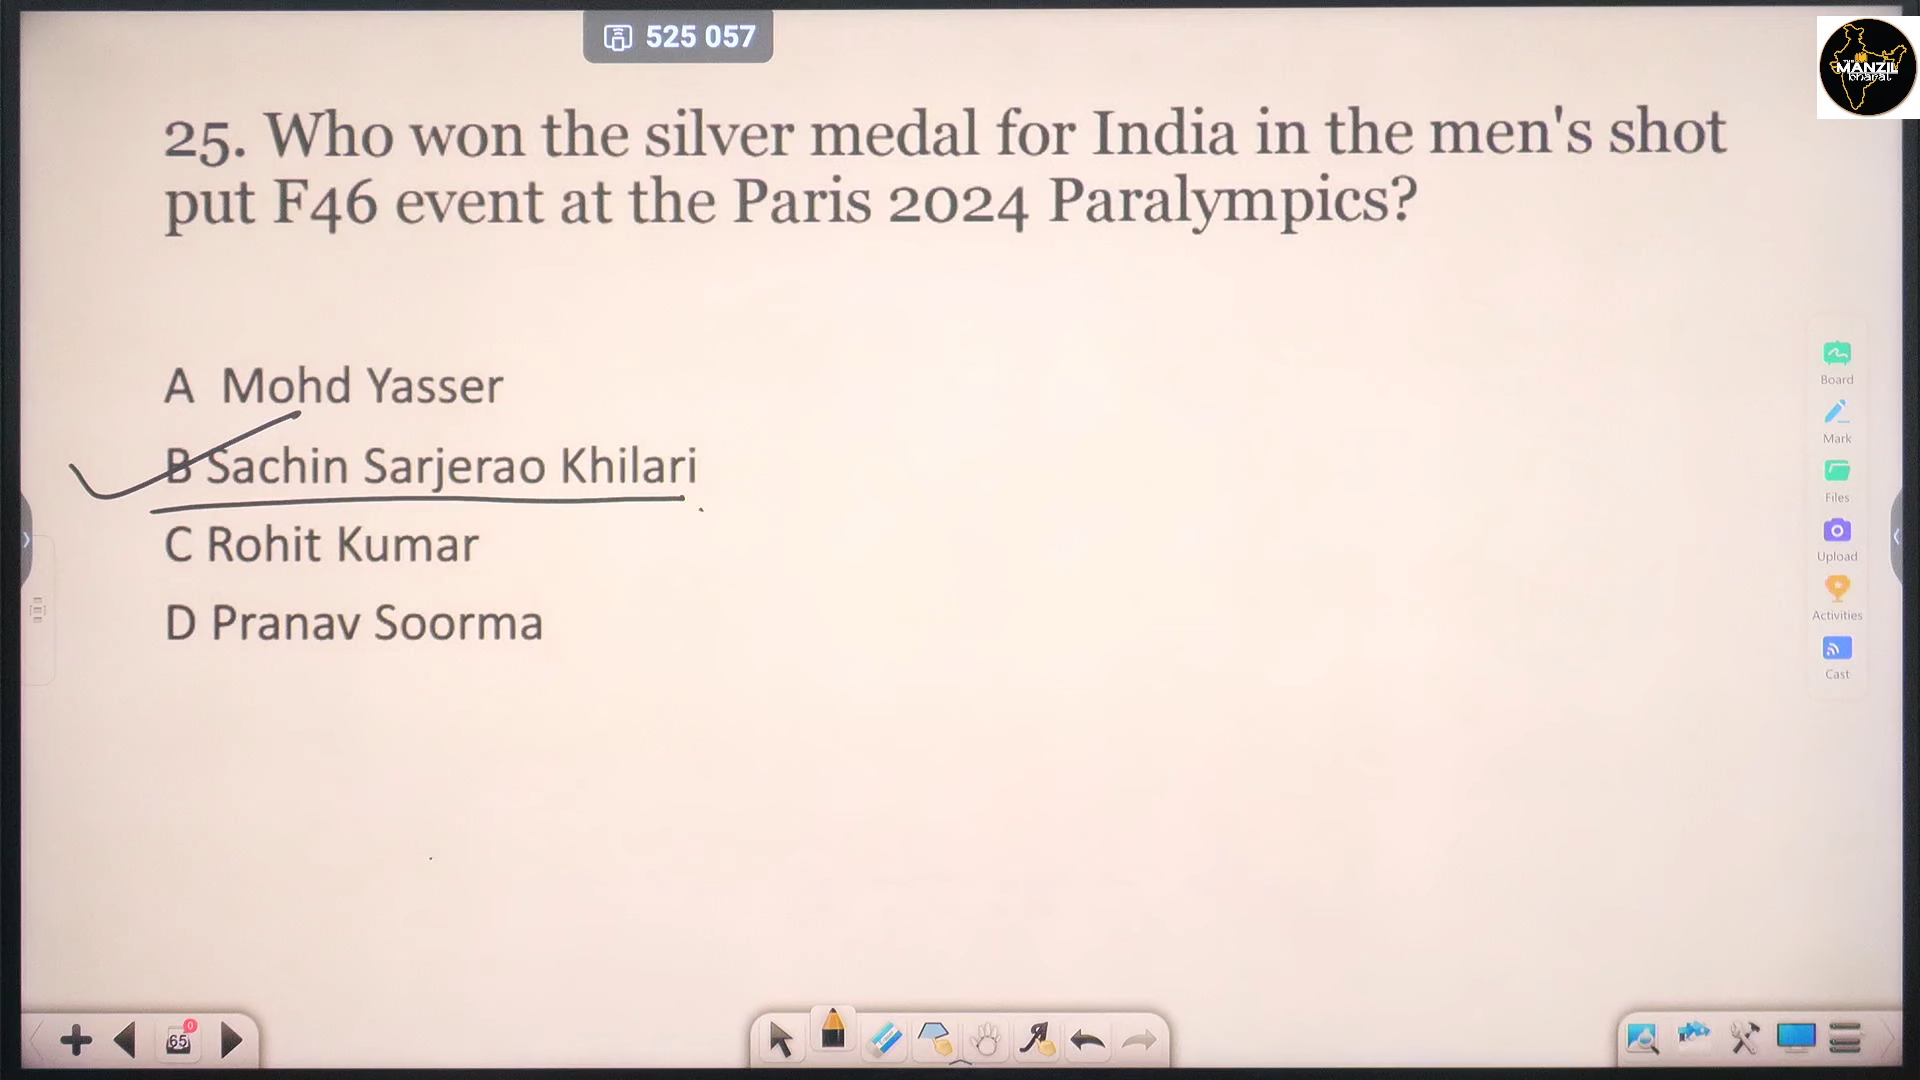 525 057
MANZIL
bharat
25. Who won the silver medal for India in the men's shot
put F46 event at the Paris 2024 Paralympics?
A Mohd Yasser
B Sachin Sarjerao Khilari
C Rohit Kumar
D Pranav Soorma
Board
Mark
Files
Upload
Activities
Cast
65
0